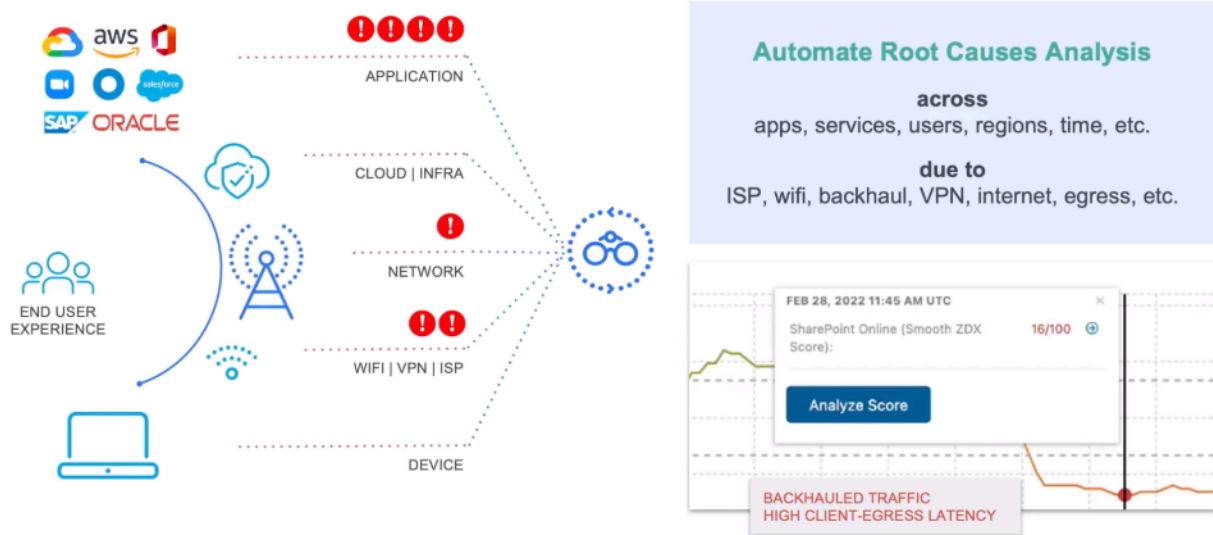 aws
salesforce
SAP ORACLE
END USER
EXPERIENCE
APPLICATION
CLOUD | INFRA
NETWORK
WIFI | VPN | ISP
DEVICE
Automate Root Causes Analysis
across
apps, services, users, regions, time, etc.
due to
ISP, wifi, backhaul, VPN, internet, egress, etc.
FEB 28, 2022 11:45 AM UTC
SharePoint Online (Smooth ZDX 16/100
Score):
Analyze Score
BACKHAULED TRAFFIC
HIGH CLIENT-EGRESS LATENCY